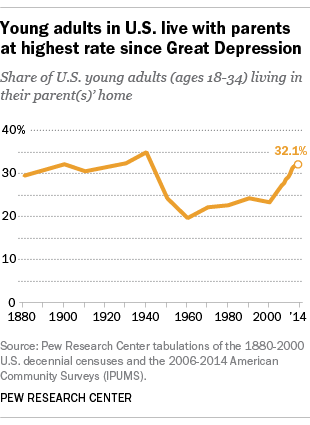 Young adults in U.S. live with parents
at highest rate since Great Depression
Share of U.S. young adults (ages 18-34) living in
their parent(s)’ home
40%
32.1%
30
20
10
0
1880 1900 1920 1940 1960 1980 2000 ’14
Source: Pew Research Center tabulations of the 1880-2000
U.S. decennial censuses and the 2006-2014 American
Community Surveys (IPUMS).
PEW RESEARCH CENTER